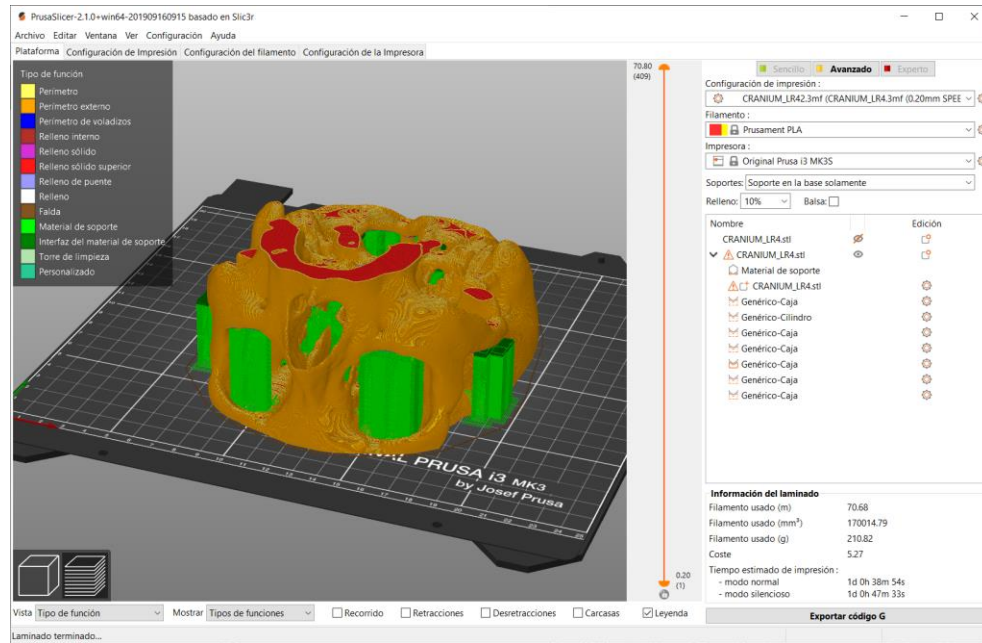 PrusaSlicer-2.1.0+win64-201909160915 basado en Slic3r
Archivo Editar Ventana Ver Configuración Ayuda
Plataforma Configuración de Impresión Configuración del filamento Configuración de la Impresora
Tipo de función
Perímetro
Perímetro externo
Perímetro de voladizos
Relleno interno
Relleno sólido
Relleno sólido superior
Relleno de puente
Relleno
Falda
Material de soporte
Interfaz del material de soporte
Torre de limpieza
Personalizado
70.80
(409)
by Josef Prusa
PRUSA i3 MK3
0.20
(1)
Sencillo Avanzado Experto
Configuración de impresión :
CRANIUM_LR42.3mf (CRANIUM_LR4.3mf (0.20mm SPEE
Filamento :
Prusament PLA
Impresora :
Original Prusa i3 MK3S
Soportes: Soporte en la base solamente
Relleno: 10% Balsa:
Nombre Edición
CRANIUM_LR4.stl
CRANIUM_LR4.stl
Material de soporte
CRANIUM_LR4.stl
Genérico-Caja
Genérico-Cilindro
Genérico-Caja
Genérico-Caja
Genérico-Caja
Genérico-Caja
Genérico-Caja
Información del laminado
Filamento usado (m) 70.68
Filamento usado (mm³) 170014.79
Filamento usado (g) 210.82
Coste 5.27
Tiempo estimado de impresión :
- modo normal 1d 0h 38m 54s
- modo silencioso 1d 0h 47m 33s
Vista Tipo de función Mostrar Tipos de funciones Recorrido Retracciones Desretracciones Carcasas Leyenda
Exportar código G
Laminado terminado...